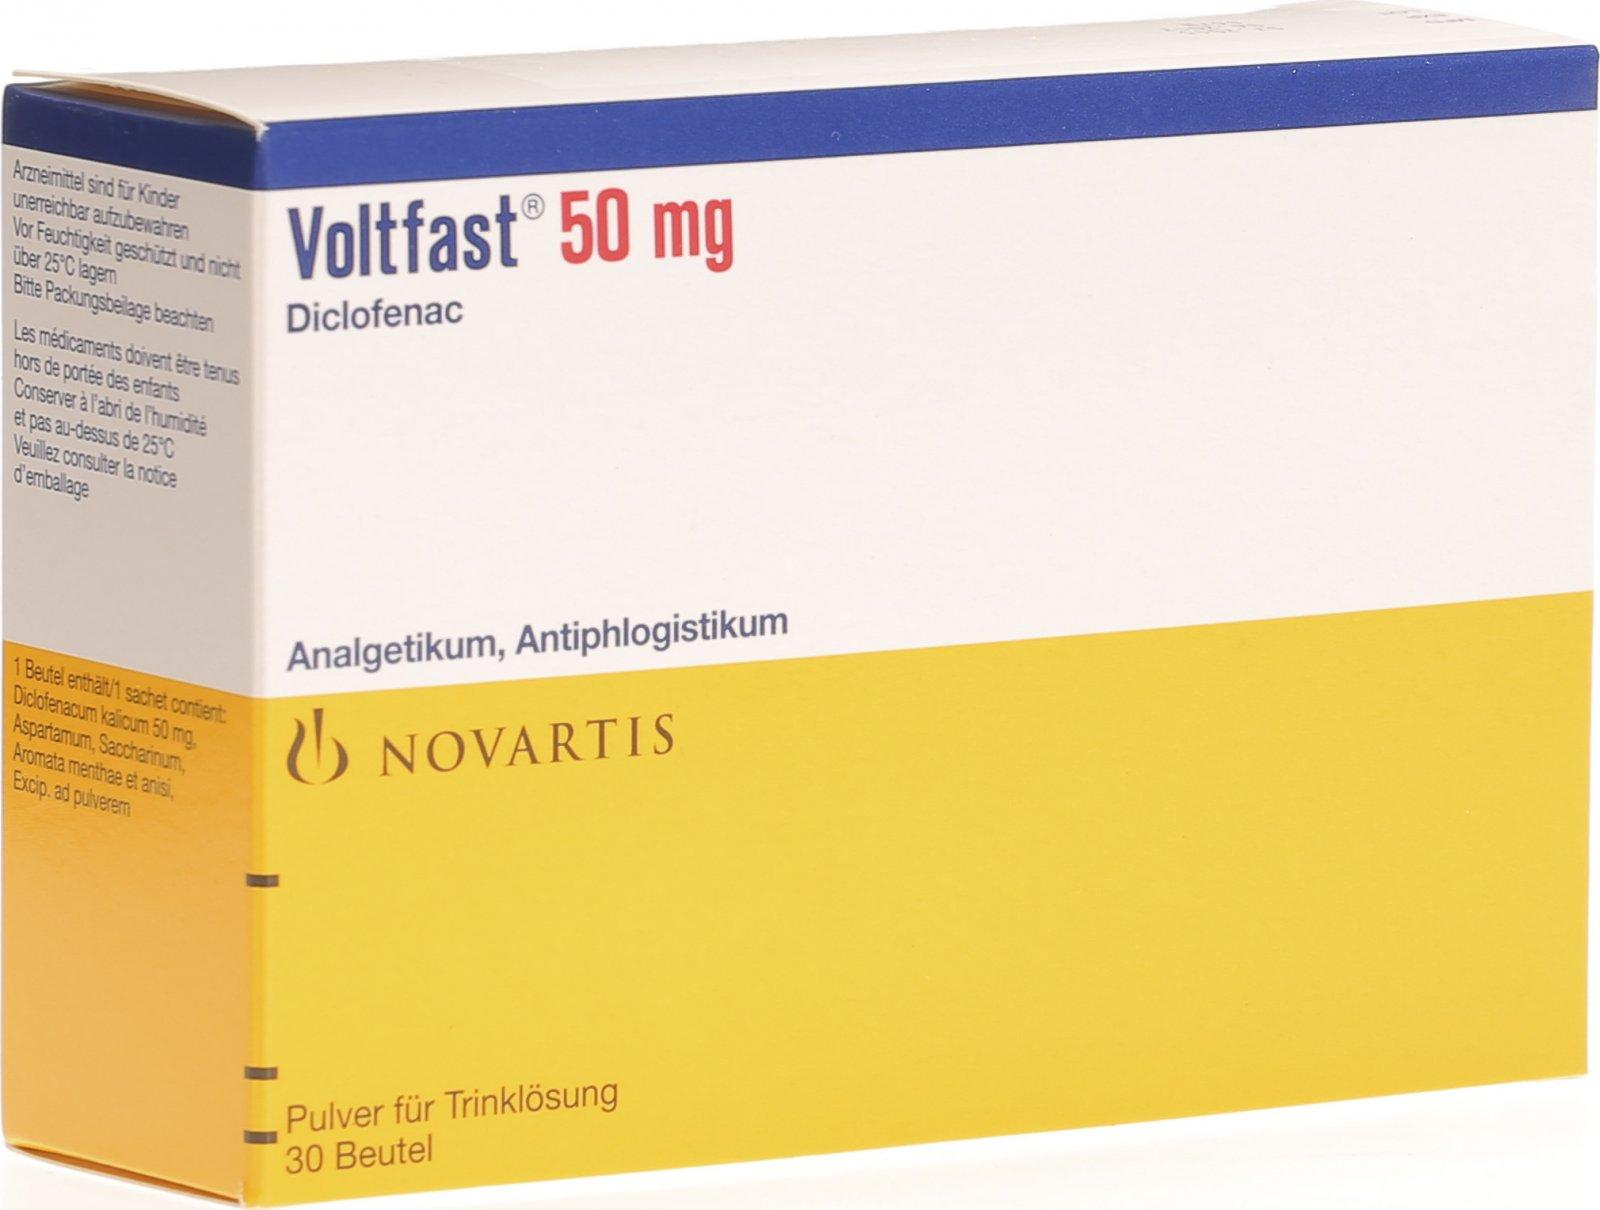 Voltfast® 50 mg
Diclofenac
Analgetikum, Antiphlogistikum
NOVARTIS
Pulver für Trinklösung
30 Beutel
Arzneimittel sind für Kinder
unerreichbar aufzubewahren
Vor Feuchtigkeit geschützt und nicht
über 25°C lagern
Bitte Packungsbeilage beachten
Les médicaments doivent être tenus
hors de portée des enfants
Conserver à l'abri de l'humidité
et pas au-dessus de 25°C
Veuillez consulter la notice
d'emballage
1 Beutel enthält/1 sachet contient:
Diclofenacum kalicum 50 mg,
Aspartamum, Saccharinum,
Aromata menthae et anisi,
Excip. ad pulverem